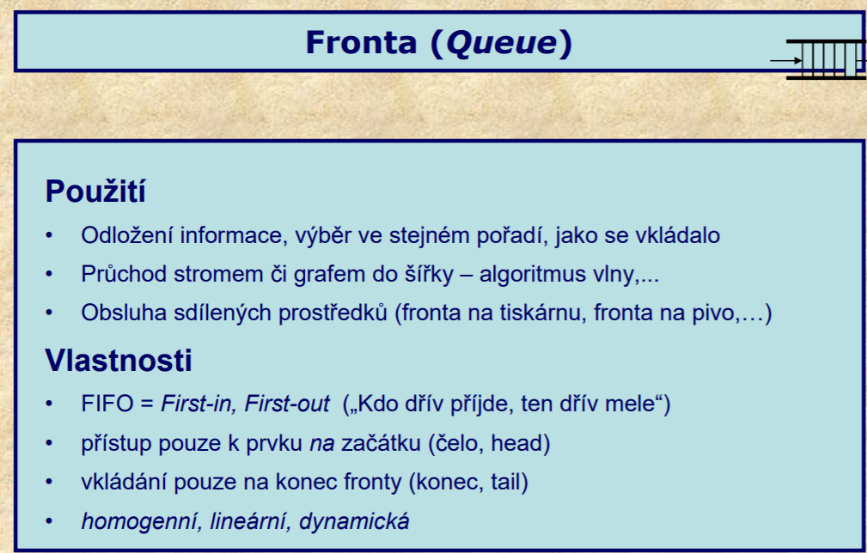 Fronta (Queue)
Použití
• Odložení informace, výběr ve stejném pořadí, jako se vkládalo
• Průchod stromem či grafem do šířky – algoritmus vlny,...
• Obsluha sdílených prostředků (fronta na tiskárnu, fronta na pivo,…)
Vlastnosti
• FIFO = First-in, First-out („Kdo dřív příjde, ten dřív mele“)
• přístup pouze k prvku na začátku (čelo, head)
• vkládání pouze na konec fronty (konec, tail)
• homogenní, lineární, dynamická